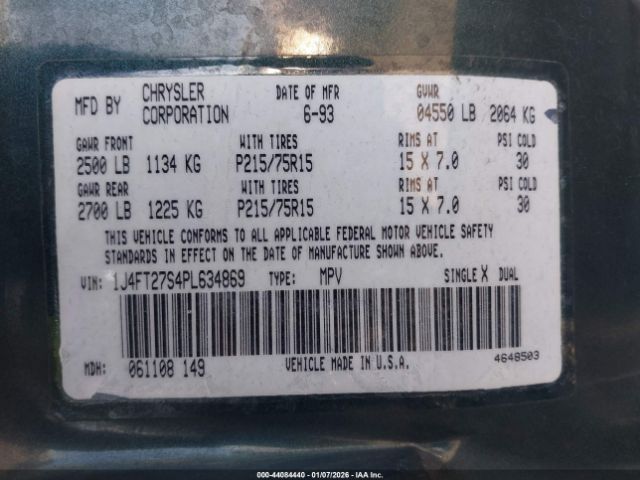 MFD BY CHRYSLER CORPORATION DATE OF MFR 6-93 GVWR 04550 LB 2064 KG
GAWR FRONT WITH TIRES RIMS AT PSI COLD
2500 LB 1134 KG P215/75R15 15 X 7.0 30
GAWR REAR WITH TIRES RIMS AT PSI COLD
2700 LB 1225 KG P215/75R15 15 X 7.0 30
THIS VEHICLE CONFORMS TO ALL APPLICABLE FEDERAL MOTOR VEHICLE SAFETY
STANDARDS IN EFFECT ON THE DATE OF MANUFACTURE SHOWN ABOVE.
VIN: 1J4FT27S4PL634869 TYPE: MPV SINGLE X DUAL
MDH: 061108 149 VEHICLE MADE IN U.S.A. 4648503
000-44084440 - 01/07/2026 - IAA Inc.